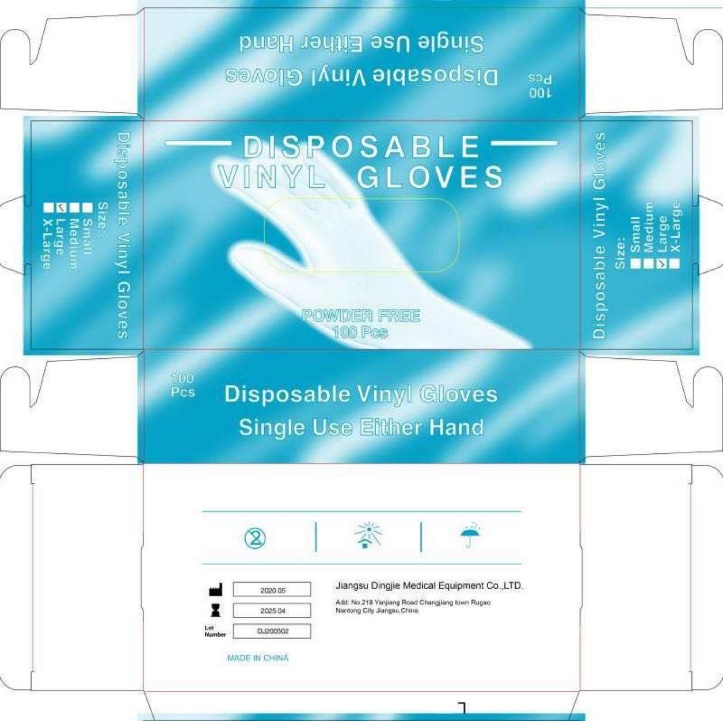 Single Use Either Hand
Disposable Vinyl Gloves
100
Pcs
DISPOSABLE
VINYL GLOVES
POWDER FREE
100 Pcs
Disposable Vinyl Gloves
Size:
Small
Medium
Large
X-Large
Disposable Vinyl Gloves
Size:
Small
Medium
Large
X-Large
100
Pcs
Disposable Vinyl Gloves
Single Use Either Hand
2
2020.05
2025.04
Lot
Number
DJ200502
MADE IN CHINA
Jiangsu Dingjie Medical Equipment Co.,LTD.
Add: No.219 Yanjiang Road Changjiang town Rugao
Nantong City Jiangsu,China